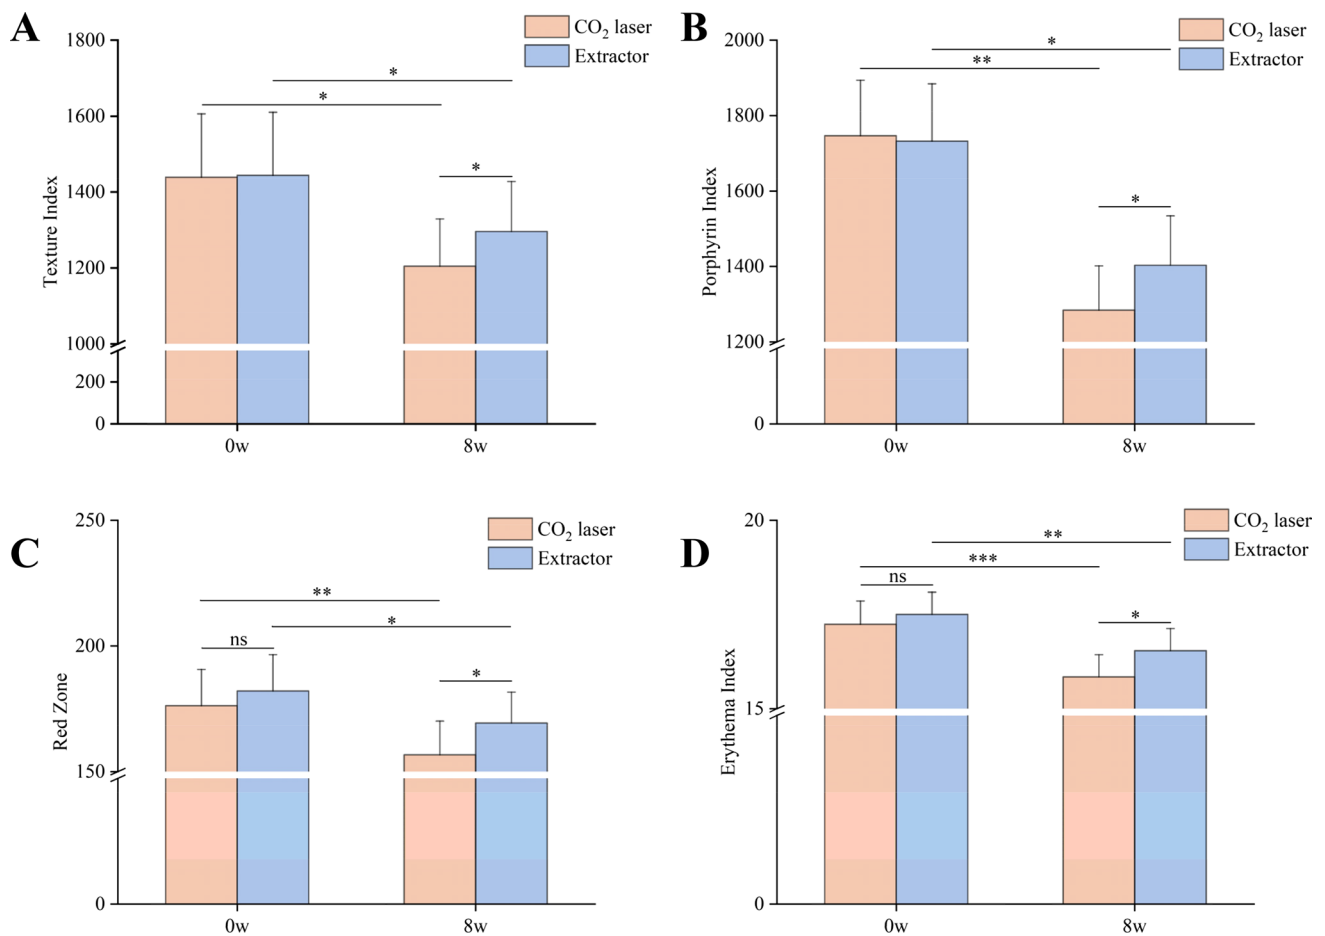 A
CO₂ laser
Extractor
Texture Index
1800
1600
1400
1200
1000
200
0
*
*
*
0w
8w
B
CO₂ laser
Extractor
Porphyrin Index
2000
1800
1600
1400
1200
0
*
**
*
0w
8w
C
CO₂ laser
Extractor
Red Zone
250
200
150
0
**
*
ns
*
0w
8w
D
CO₂ laser
Extractor
Erythema Index
20
15
0
**
***
ns
*
0w
8w